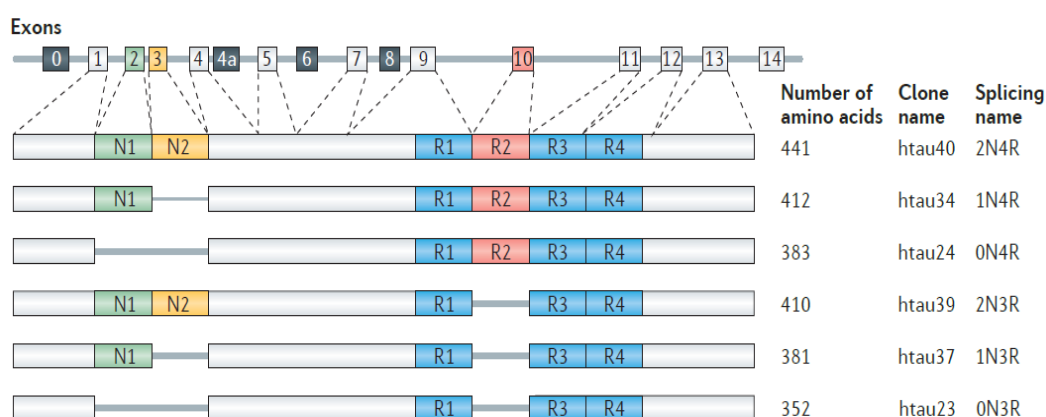 Exons
0 1 2 3 4 4a 5 6 7 8 9 10 11 12 13 14
Number of amino acids Clone name Splicing name
N1 N2 R1 R2 R3 R4 441 htau40 2N4R
N1 R1 R2 R3 R4 412 htau34 1N4R
R1 R2 R3 R4 383 htau24 0N4R
N1 N2 R1 R3 R4 410 htau39 2N3R
N1 R1 R3 R4 381 htau37 1N3R
R1 R3 R4 352 htau23 0N3R